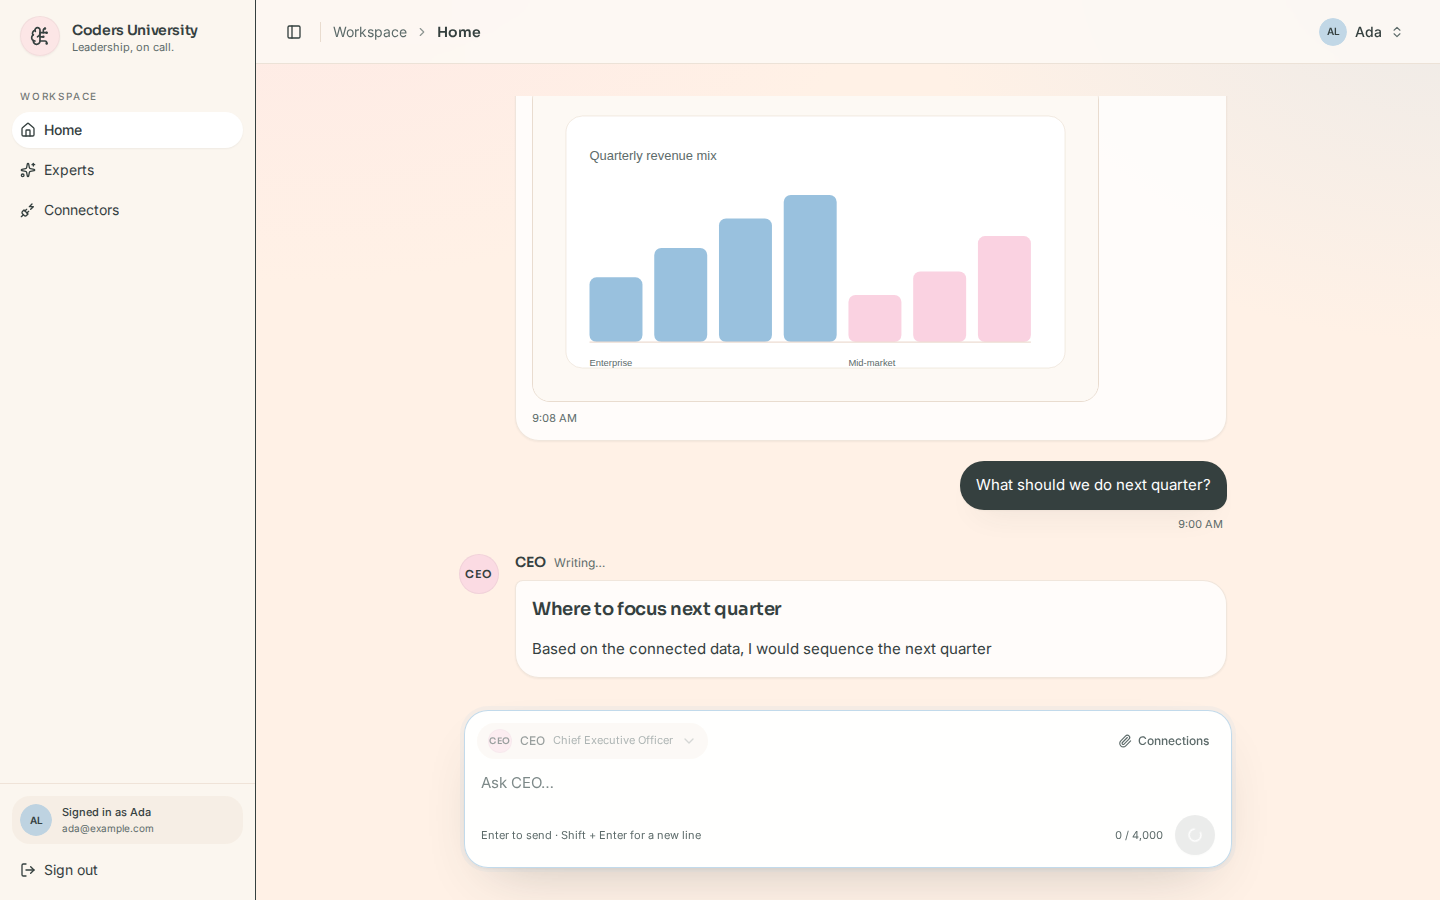 Coders University
Leadership, on call.
WORKSPACE
Home
Experts
Connectors
AL
Signed in as Ada
ada@example.com
Sign out
Workspace
Home
AL
Ada
Quarterly revenue mix
Enterprise
Mid-market
9:08 AM
What should we do next quarter?
9:00 AM
CEO
CEO Writing...
Where to focus next quarter
Based on the connected data, I would sequence the next quarter
CEO CEO Chief Executive Officer
Connections
Ask CEO...
Enter to send · Shift + Enter for a new line
0 / 4,000